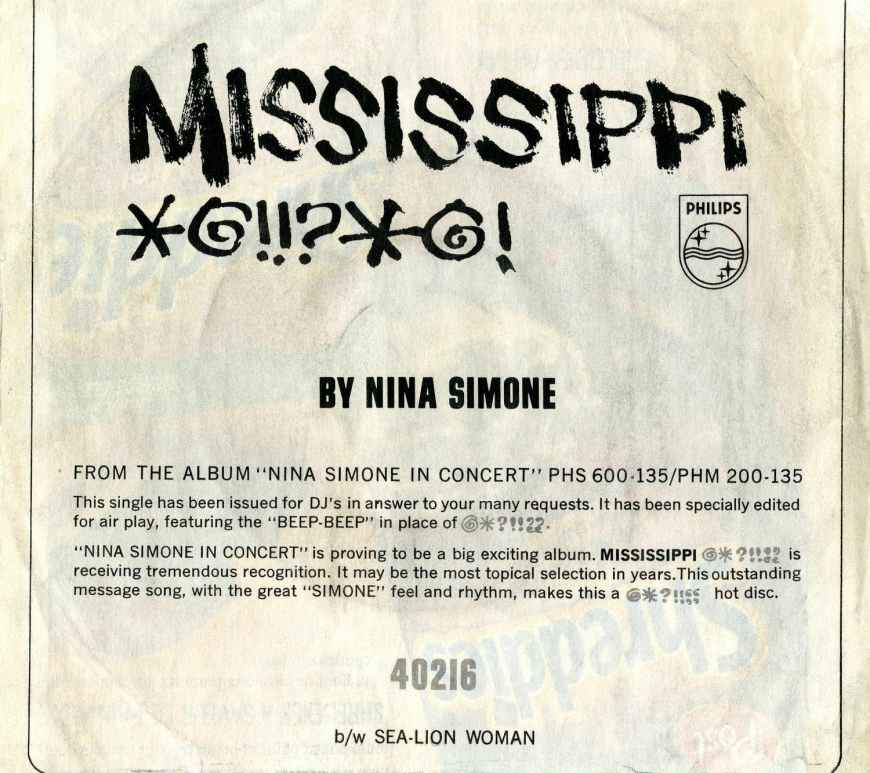 MISSISSIPPI
*@!!?*@!
PHILIPS
BY NINA SIMONE
FROM THE ALBUM "NINA SIMONE IN CONCERT" PHS 600-135/PHM 200-135
This single has been issued for DJ's in answer to your many requests. It has been specially edited
for air play, featuring the "BEEP-BEEP" in place of @*?!!??.
"NINA SIMONE IN CONCERT" is proving to be a big exciting album. MISSISSIPPI @*?!!?? is
receiving tremendous recognition. It may be the most topical selection in years. This outstanding
message song, with the great "SIMONE" feel and rhythm, makes this a @*?!!?? hot disc.
Shreddies
40216
b/w SEA-LION WOMAN